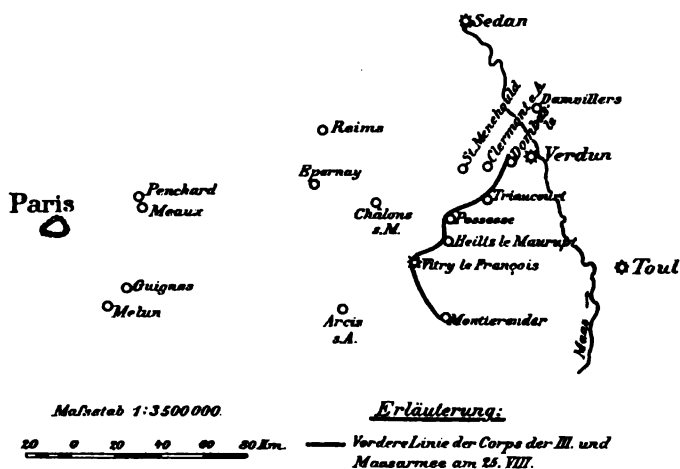 Sedan
Damvillers
St. Menehould
Clermont e. A.
Dombasle
Verdun
Reims
Epernay
Penchard
Meaux
Paris
Châlons
s.M.
Triaucourt
Possesse
Heilts le Maurupt
Vitry le François
Toul
Guignes
Melun
Arcis
s.A.
Montierender
Maas
Maßstab 1:3500000.
20 0 20 40 60 80 Km.
Erläuterung:
Vordere Linie der Corps der III. und
Maasarmee am 25. VIII.